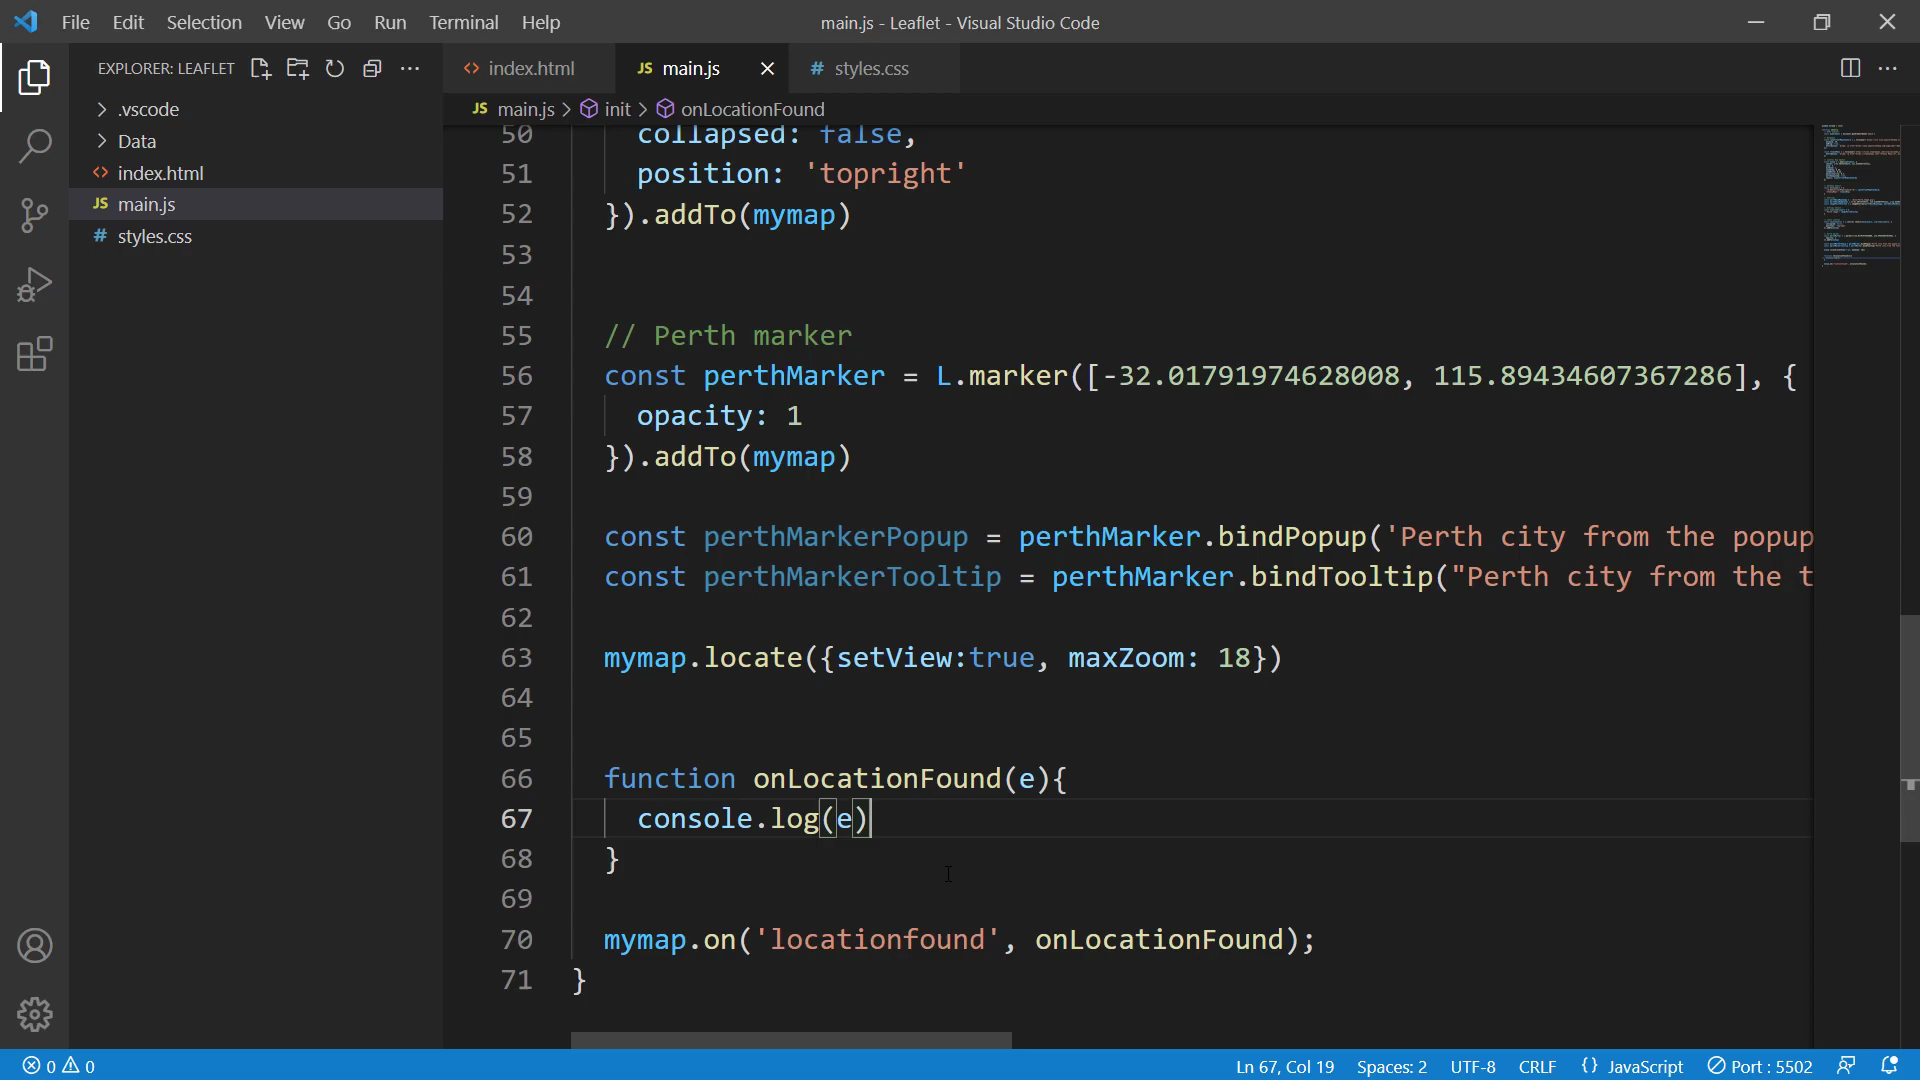 File Edit Selection View Go Run Terminal Help
main.js - Leaflet - Visual Studio Code
EXPLORER: LEAFLET
.vscode
Data
index.html
JS main.js
# styles.css
index.html
JS main.js
# styles.css
JS main.js > init > onLocationFound
50 collapsed: false,
51 position: 'topright'
52 }).addTo(mymap)
53
54
55 // Perth marker
56 const perthMarker = L.marker([-32.01791974628008, 115.89434607367286], {
57 opacity: 1
58 }).addTo(mymap)
59
60 const perthMarkerPopup = perthMarker.bindPopup('Perth city from the popup
61 const perthMarkerTooltip = perthMarker.bindTooltip("Perth city from the t
62
63 mymap.locate({setView:true, maxZoom: 18})
64
65
66 function onLocationFound(e){
67 console.log(e)
68 }
69
70 mymap.on('locationfound', onLocationFound);
71 }
0 0
Ln 67, Col 19 Spaces: 2 UTF-8 CRLF {} JavaScript Port : 5502